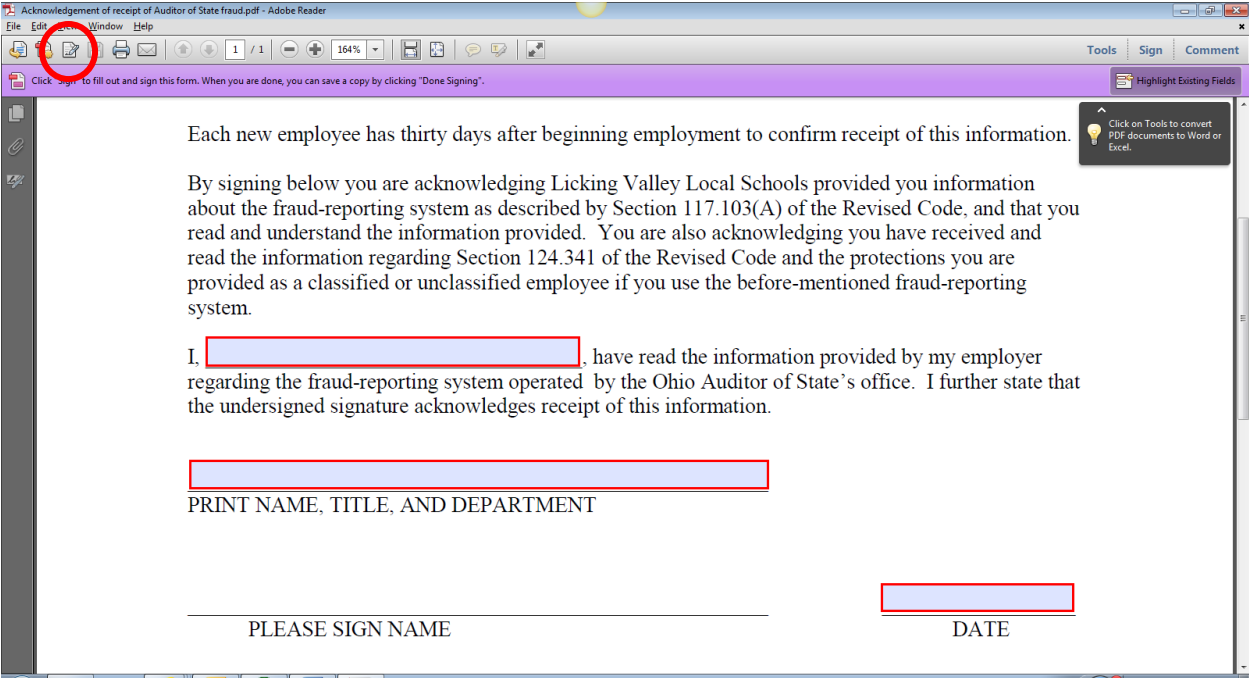 Acknowledgement of receipt of Auditor of State fraud.pdf - Adobe Reader
File Edit View Window Help
1 / 1 164% Tools Sign Comment
Click "Sign" to fill out and sign this form. When you are done, you can save a copy by clicking "Done Signing". Highlight Existing Fields
Click on Tools to convert
PDF documents to Word or
Excel.
Each new employee has thirty days after beginning employment to confirm receipt of this information.
By signing below you are acknowledging Licking Valley Local Schools provided you information
about the fraud-reporting system as described by Section 117.103(A) of the Revised Code, and that you
read and understand the information provided. You are also acknowledging you have received and
read the information regarding Section 124.341 of the Revised Code and the protections you are
provided as a classified or unclassified employee if you use the before-mentioned fraud-reporting
system.
I, , have read the information provided by my employer
regarding the fraud-reporting system operated by the Ohio Auditor of State's office. I further state that
the undersigned signature acknowledges receipt of this information.
PRINT NAME, TITLE, AND DEPARTMENT
PLEASE SIGN NAME DATE